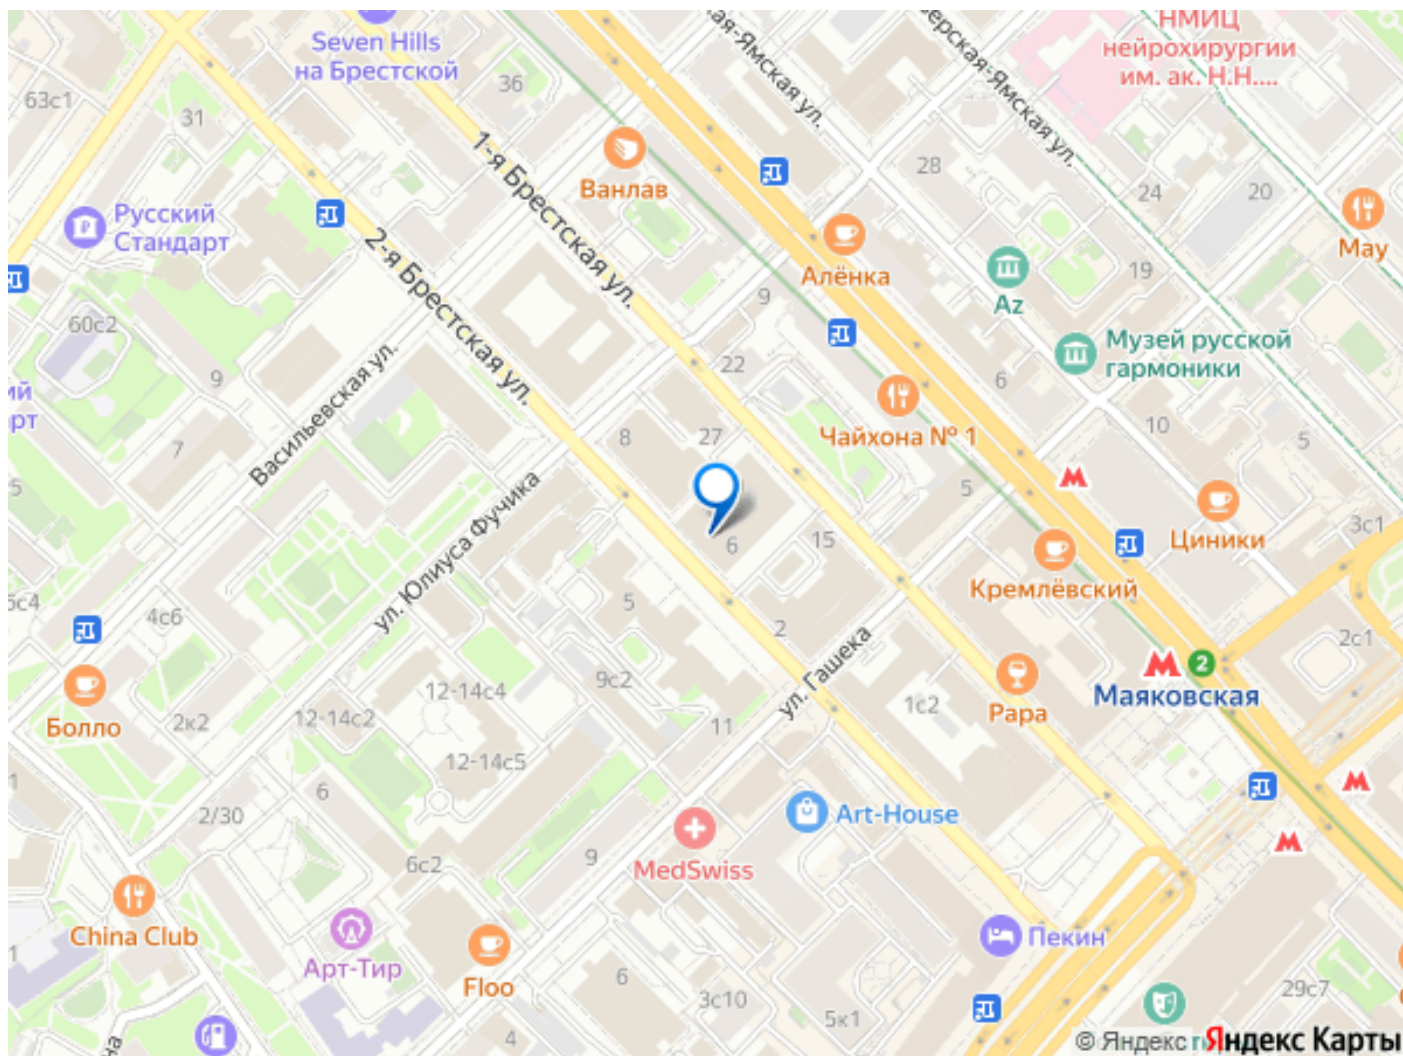 НМИЦ
нейрохирургии
им. ак. Н.Н....
Seven Hills
на Брестской
36
63с1
31
Ванлав
1-я Брестская ул.
28
24
20
Мау
Русский
Стандарт
2-я Брестская ул.
Алёнка
Az
19
9
60с2
Музей русской
гармоники
22
6
9
Васильевская ул.
7
8
27
Чайхона № 1
10
5
5
5
3с1
Циники
6
15
Кремлёвский
ул. Юлиуса Фучика
4с6
5
2
2с1
2
Маяковская
ул. Гашека
9с2
12-14с4
12-14с2
2к2
Болло
11
1с2
Papa
12-14с5
6
2/30
Art-House
MedSwiss
9
6с2
China Club
Арт-Тир
Floo
Пекин
6
3с10
5к1
29с7
4
© Яндекс
Яндекс Карты